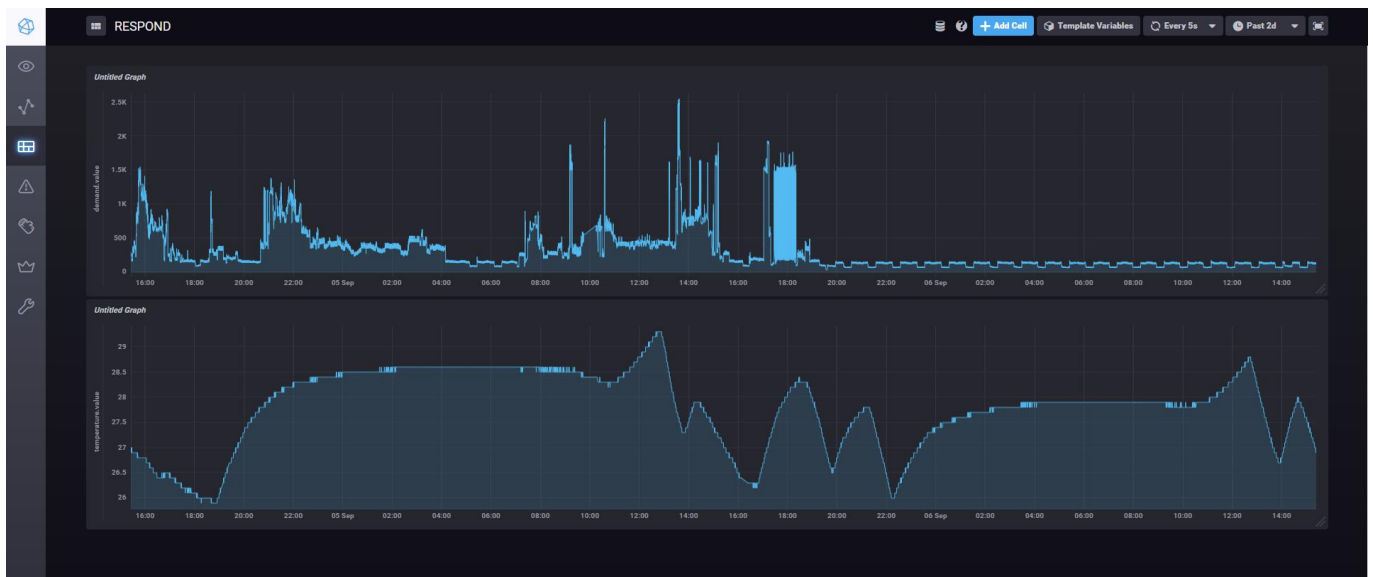 RESPOND
Add Cell
Template Variables
Every 5s
Past 2d
Untitled Graph
demand.value
2.5K
2K
1.5K
1K
500
0
16:00 18:00 20:00 22:00 05 Sep 02:00 04:00 06:00 08:00 10:00 12:00 14:00 16:00 18:00 20:00 22:00 06 Sep 02:00 04:00 06:00 08:00 10:00 12:00 14:00
Untitled Graph
temperature.value
29
28.5
28
27.5
27
26.5
26
16:00 18:00 20:00 22:00 05 Sep 02:00 04:00 06:00 08:00 10:00 12:00 14:00 16:00 18:00 20:00 22:00 06 Sep 02:00 04:00 06:00 08:00 10:00 12:00 14:00